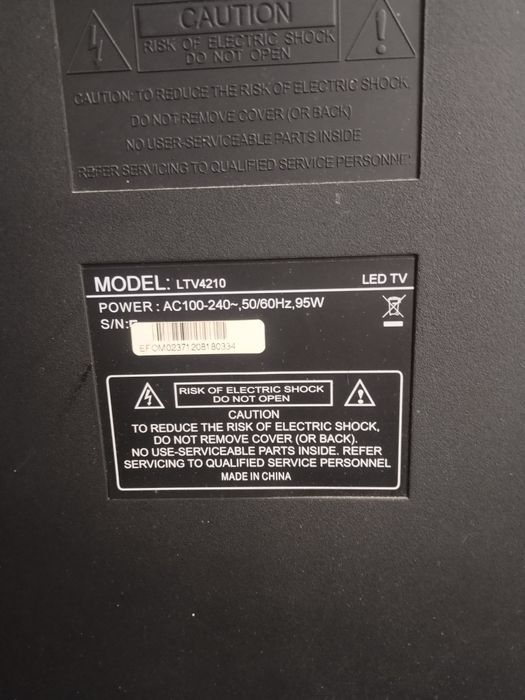 CAUTION
RISK OF ELECTRIC SHOCK
DO NOT OPEN
CAUTION: TO REDUCE THE RISK OF ELECTRIC SHOCK,
DO NOT REMOVE COVER (OR BACK)
NO USER-SERVICEABLE PARTS INSIDE
REFER SERVICING TO QUALIFIED SERVICE PERSONNEL
MODEL: LTV4210 LED TV
POWER : AC100-240~,50/60Hz,95W
S/N:
EFOM02371208180334
RISK OF ELECTRIC SHOCK
DO NOT OPEN
CAUTION
TO REDUCE THE RISK OF ELECTRIC SHOCK,
DO NOT REMOVE COVER (OR BACK).
NO USE-SERVICEABLE PARTS INSIDE. REFER
SERVICING TO QUALIFIED SERVICE PERSONNEL
MADE IN CHINA